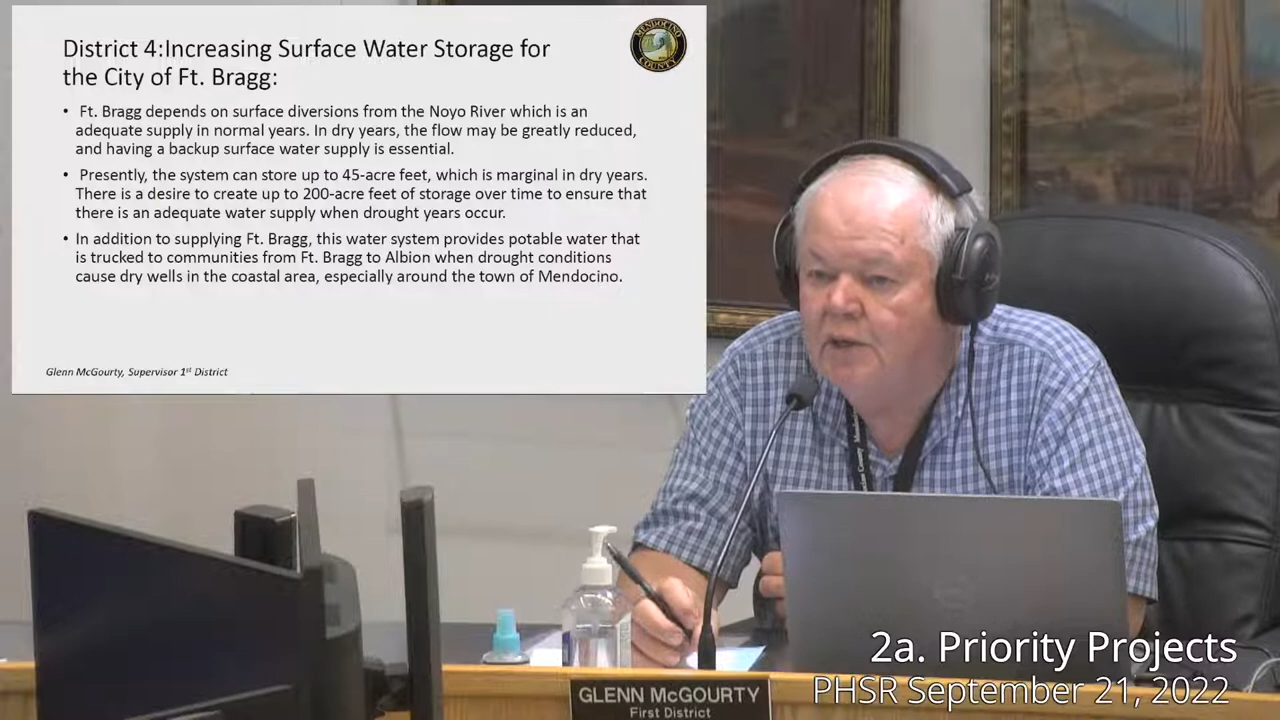 District 4:Increasing Surface Water Storage for
the City of Ft. Bragg:
MENDOCINO
COUNTY
• Ft. Bragg depends on surface diversions from the Noyo River which is an
adequate supply in normal years. In dry years, the flow may be greatly reduced,
and having a backup surface water supply is essential.
• Presently, the system can store up to 45-acre feet, which is marginal in dry years.
There is a desire to create up to 200-acre feet of storage over time to ensure that
there is an adequate water supply when drought years occur.
• In addition to supplying Ft. Bragg, this water system provides potable water that
is trucked to communities from Ft. Bragg to Albion when drought conditions
cause dry wells in the coastal area, especially around the town of Mendocino.
Glenn McGourty, Supervisor 1st District
GLENN McGOURTY
First District
2a. Priority Projects
PHSR September 21, 2022